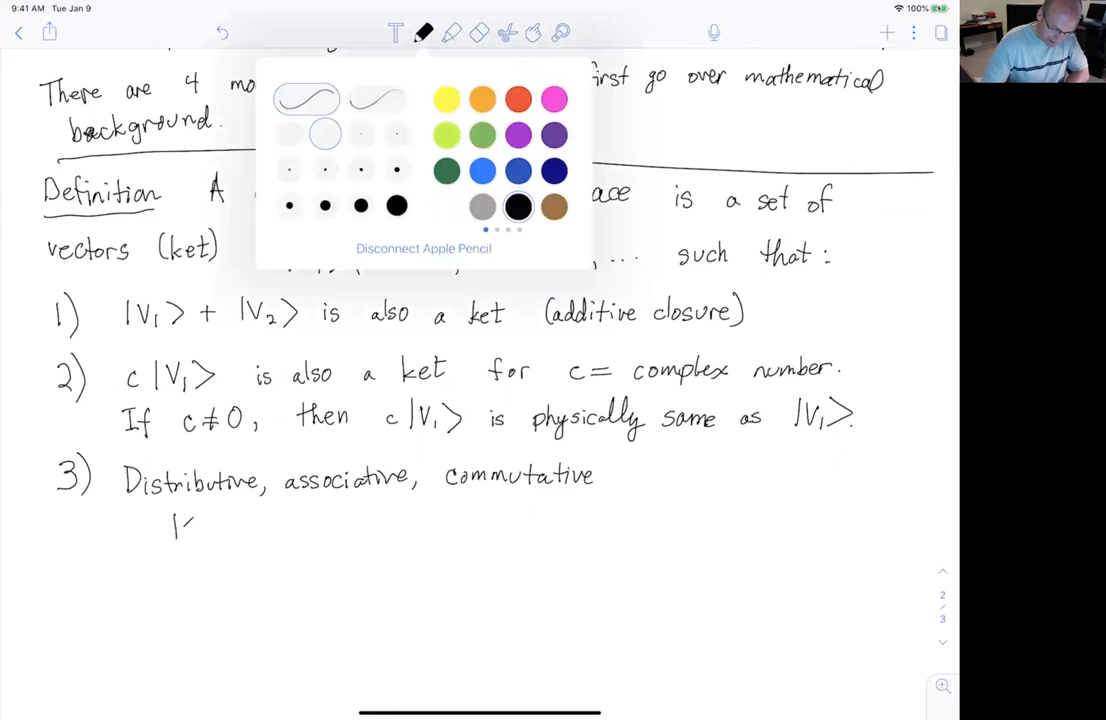 9:41 AM Tue Jan 9
100%
There are 4 mo first go over mathematical
background.
Definition A ace is a set of
vectors (ket) , ... such that:
Disconnect Apple Pencil
1) |V₁> + |V₂> is also a ket (additive closure)
2) c|V₁> is also a ket for c = complex number.
If c ≠ 0, then c|V₁> is physically same as |V₁>.
3) Distributive, associative, commutative
2
/
3